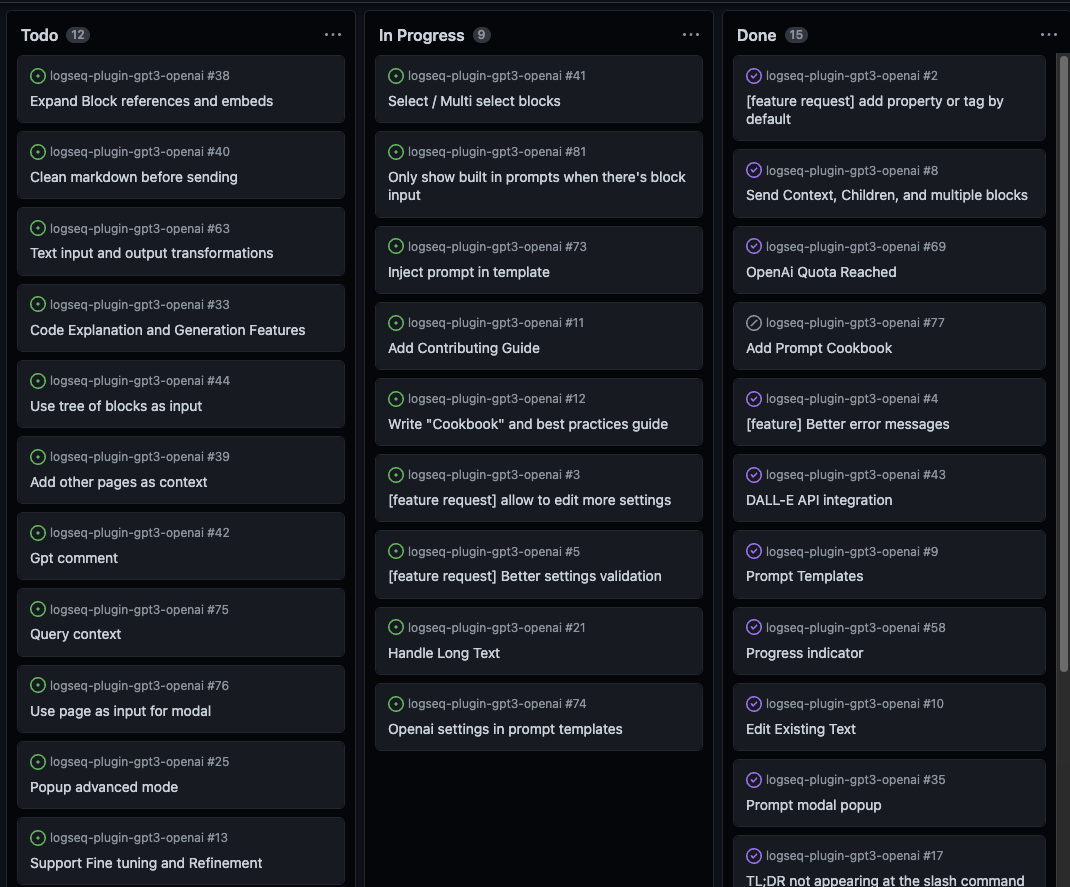 Todo 12
logseq-plugin-gpt3-openai #38
Expand Block references and embeds
logseq-plugin-gpt3-openai #40
Clean markdown before sending
logseq-plugin-gpt3-openai #63
Text input and output transformations
logseq-plugin-gpt3-openai #33
Code Explanation and Generation Features
logseq-plugin-gpt3-openai #44
Use tree of blocks as input
logseq-plugin-gpt3-openai #39
Add other pages as context
logseq-plugin-gpt3-openai #42
Gpt comment
logseq-plugin-gpt3-openai #75
Query context
logseq-plugin-gpt3-openai #76
Use page as input for modal
logseq-plugin-gpt3-openai #25
Popup advanced mode
logseq-plugin-gpt3-openai #13
Support Fine tuning and Refinement
In Progress 9
logseq-plugin-gpt3-openai #41
Select / Multi select blocks
logseq-plugin-gpt3-openai #81
Only show built in prompts when there's block
input
logseq-plugin-gpt3-openai #73
Inject prompt in template
logseq-plugin-gpt3-openai #11
Add Contributing Guide
logseq-plugin-gpt3-openai #12
Write "Cookbook" and best practices guide
logseq-plugin-gpt3-openai #3
[feature request] allow to edit more settings
logseq-plugin-gpt3-openai #5
[feature request] Better settings validation
logseq-plugin-gpt3-openai #21
Handle Long Text
logseq-plugin-gpt3-openai #74
Openai settings in prompt templates
Done 15
logseq-plugin-gpt3-openai #2
[feature request] add property or tag by
default
logseq-plugin-gpt3-openai #8
Send Context, Children, and multiple blocks
logseq-plugin-gpt3-openai #69
OpenAi Quota Reached
logseq-plugin-gpt3-openai #77
Add Prompt Cookbook
logseq-plugin-gpt3-openai #4
[feature] Better error messages
logseq-plugin-gpt3-openai #43
DALL-E API integration
logseq-plugin-gpt3-openai #9
Prompt Templates
logseq-plugin-gpt3-openai #58
Progress indicator
logseq-plugin-gpt3-openai #10
Edit Existing Text
logseq-plugin-gpt3-openai #35
Prompt modal popup
logseq-plugin-gpt3-openai #17
TL;DR not appearing at the slash command